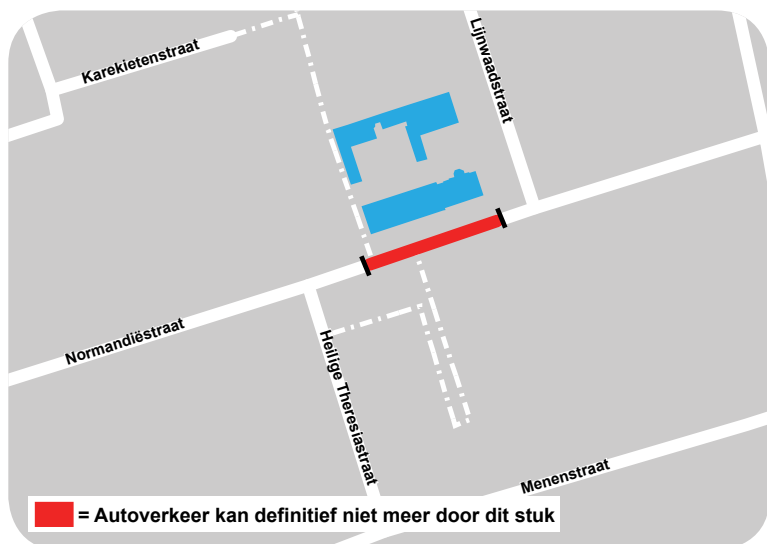 Karekietenstraat
Lijnwaadstraat
Normandiëstraat
Heilige Theresiastraat
Menenstraat
= Autoverkeer kan definitief niet meer door dit stuk